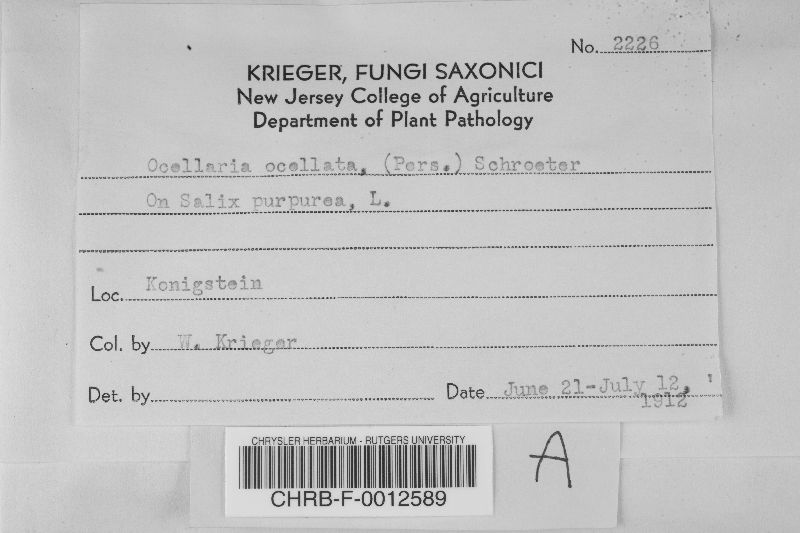 No. 2226
KRIEGER, FUNGI SAXONICI
New Jersey College of Agriculture
Department of Plant Pathology
Ocellaria ocellata, (Pers.) Schroeter
On Salix purpurea, L.
Loc. Konigstein
Col. by W. Krieger
Det. by Date June 21-July 12, '
1912
CHRYSLER HERBARIUM - RUTGERS UNIVERSITY
A
CHRB-F-0012589